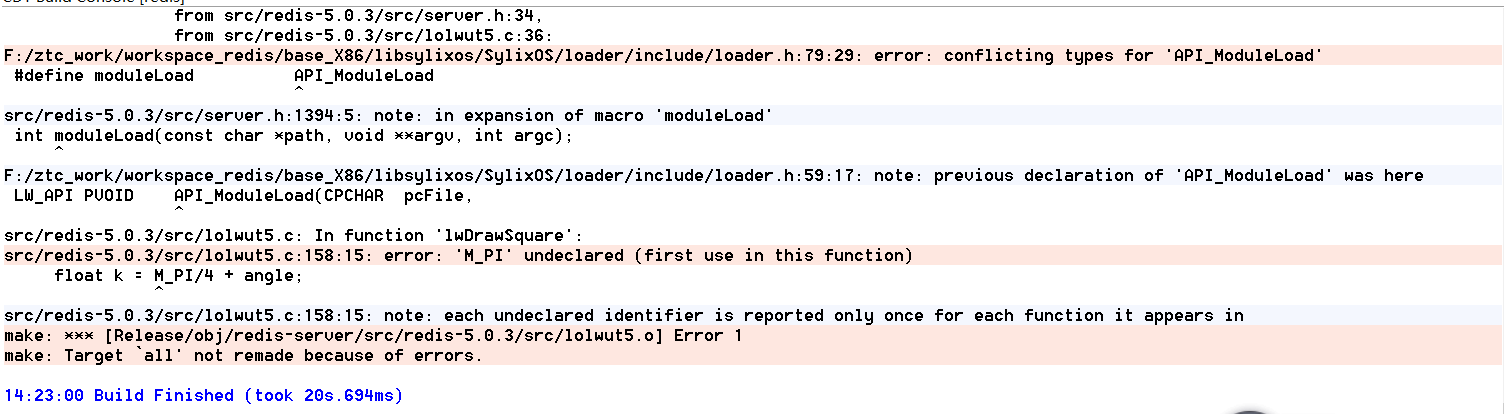 CDT Build Console [redis]
from src/redis-5.0.3/src/server.h:34,
from src/redis-5.0.3/src/lolwut5.c:36:
F:/ztc_work/workspace_redis/base_X86/libsylixos/SylixOS/loader/include/loader.h:79:29: error: conflicting types for 'API_ModuleLoad'
#define moduleLoad          API_ModuleLoad
^
src/redis-5.0.3/src/server.h:1394:5: note: in expansion of macro 'moduleLoad'
int moduleLoad(const char *path, void **argv, int argc);
^
F:/ztc_work/workspace_redis/base_X86/libsylixos/SylixOS/loader/include/loader.h:59:17: note: previous declaration of 'API_ModuleLoad' was here
LW_API PVOID    API_ModuleLoad(CPCHAR  pcFile,
^
src/redis-5.0.3/src/lolwut5.c: In function 'lwDrawSquare':
src/redis-5.0.3/src/lolwut5.c:158:15: error: 'M_PI' undeclared (first use in this function)
float k = M_PI/4 + angle;
^
src/redis-5.0.3/src/lolwut5.c:158:15: note: each undeclared identifier is reported only once for each function it appears in
make: *** [Release/obj/redis-server/src/redis-5.0.3/src/lolwut5.o] Error 1
make: Target `all' not remade because of errors.
14:23:00 Build Finished (took 20s.694ms)